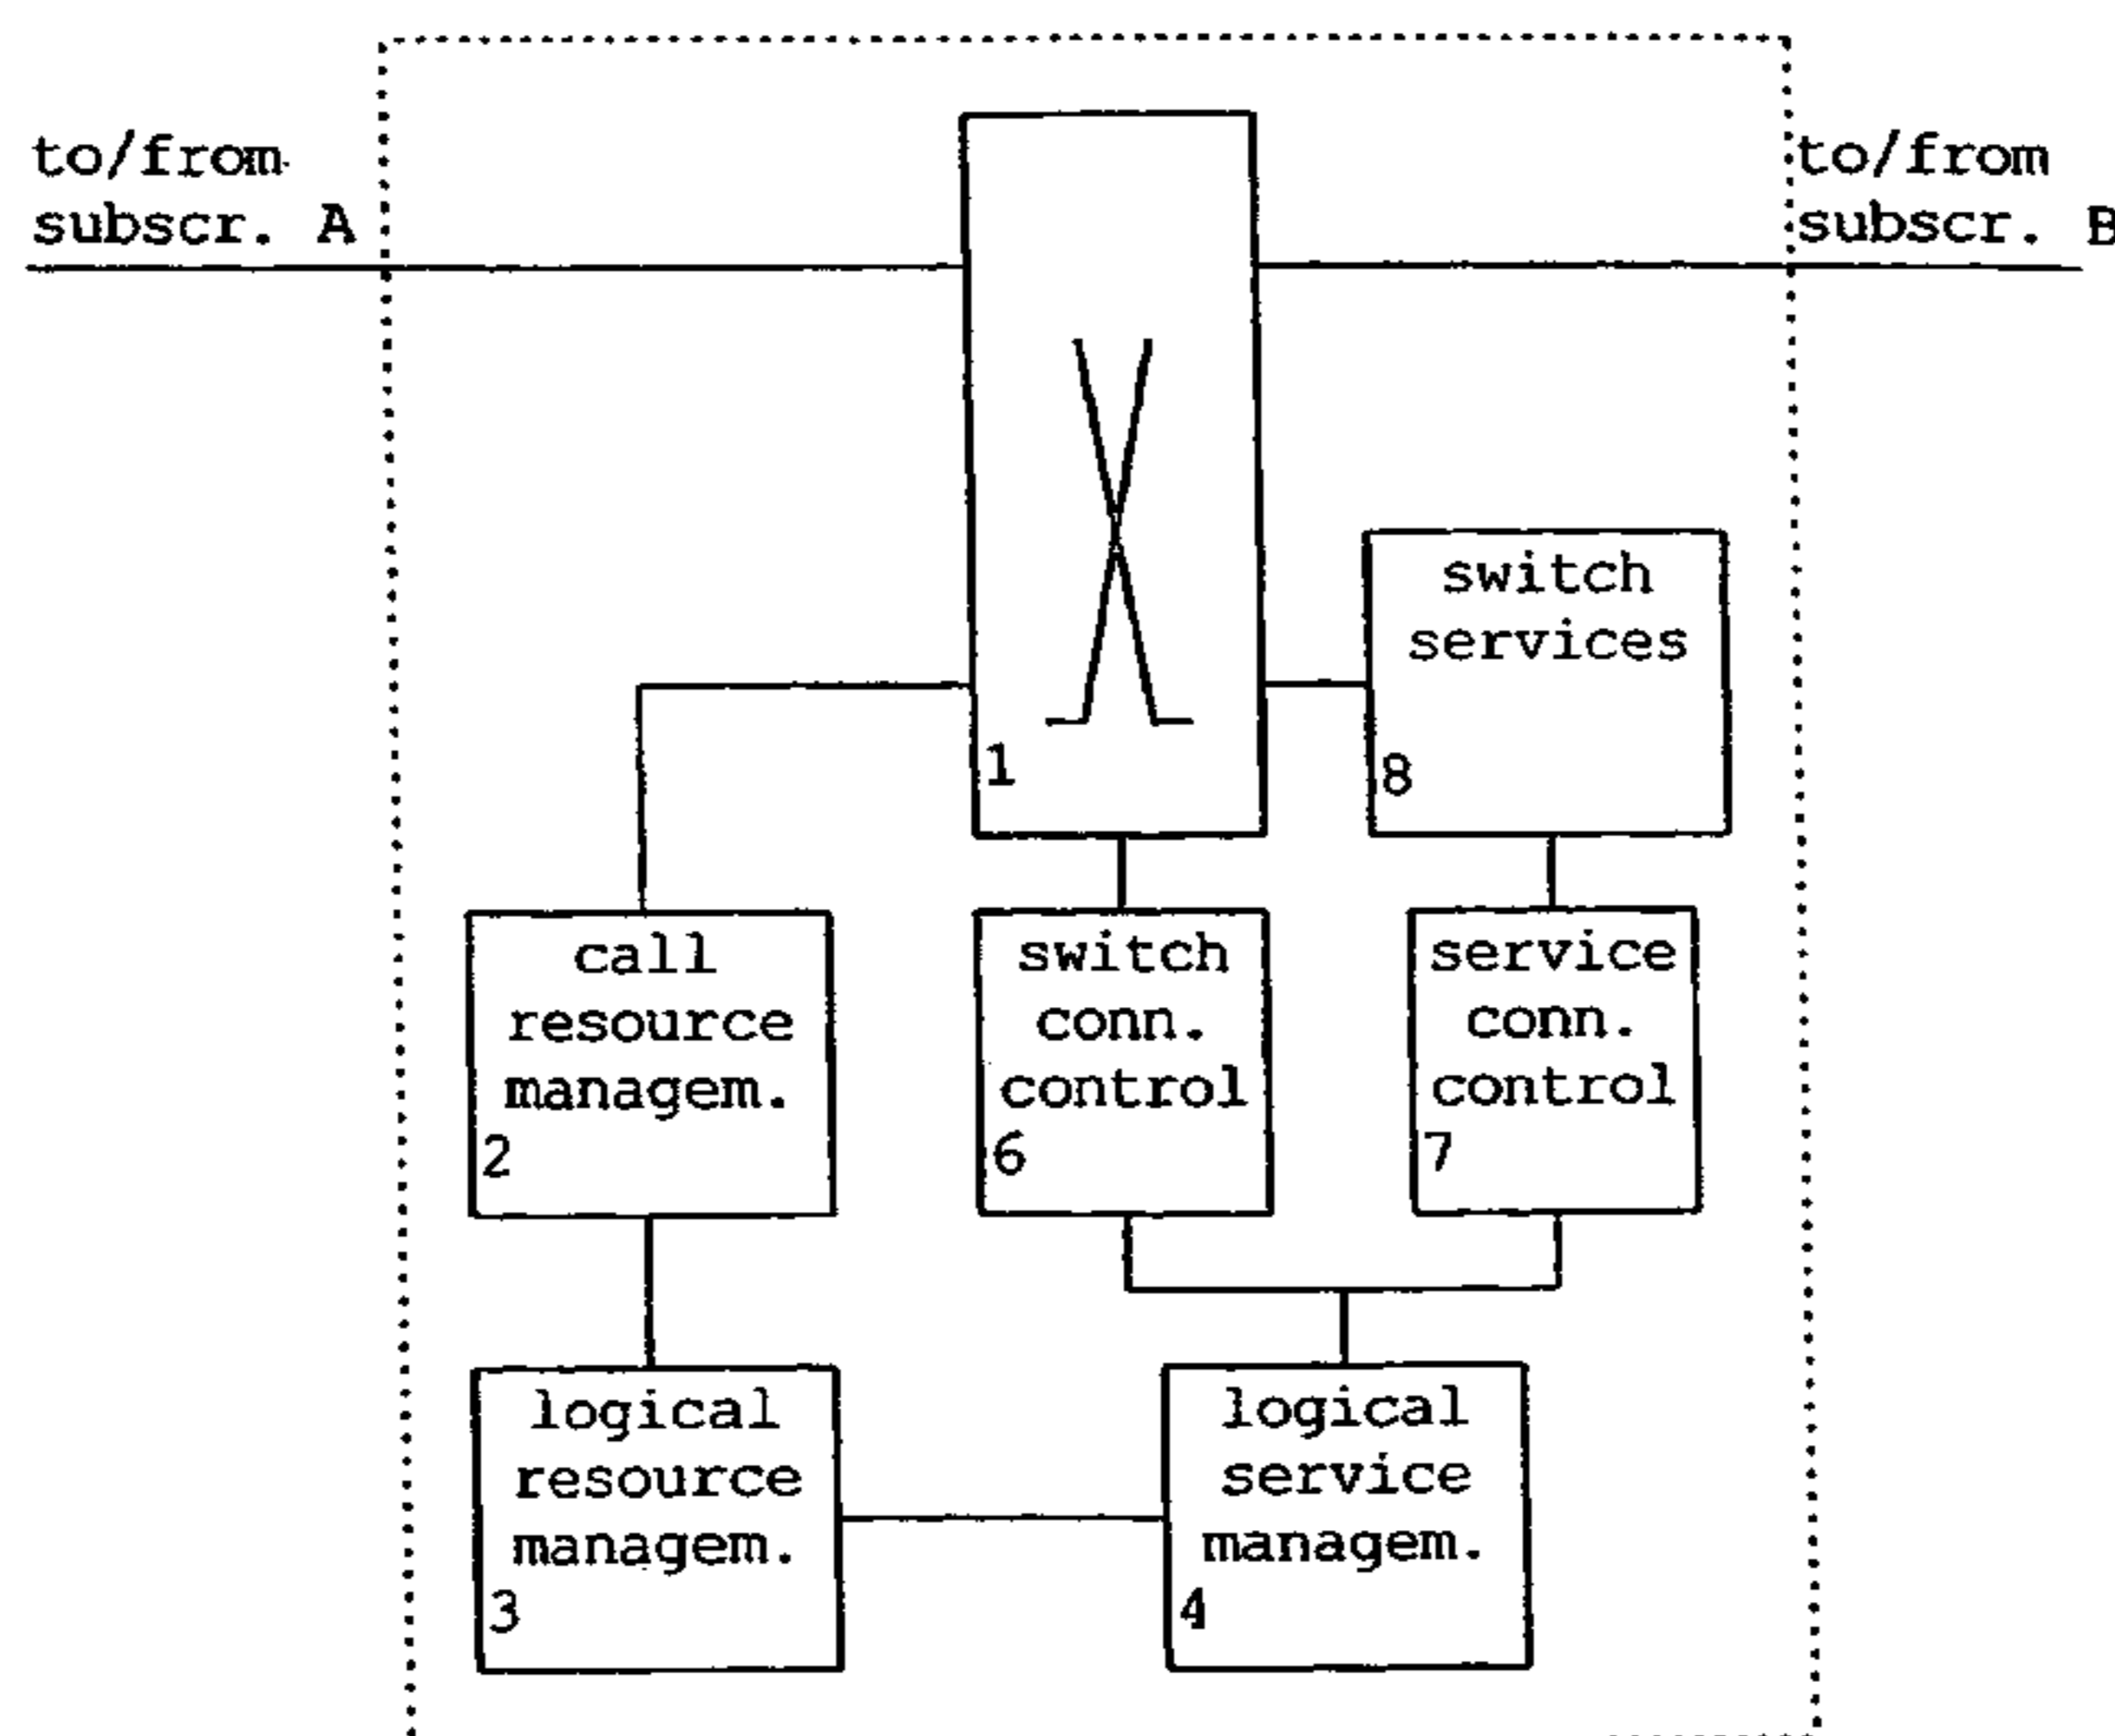 to/from
subscr. A
to/from
subscr. B
1
switch
services
8
call
resource
managem.
2
switch
conn.
control
6
service
conn.
control
7
logical
resource
managem.
3
logical
service
managem.
4